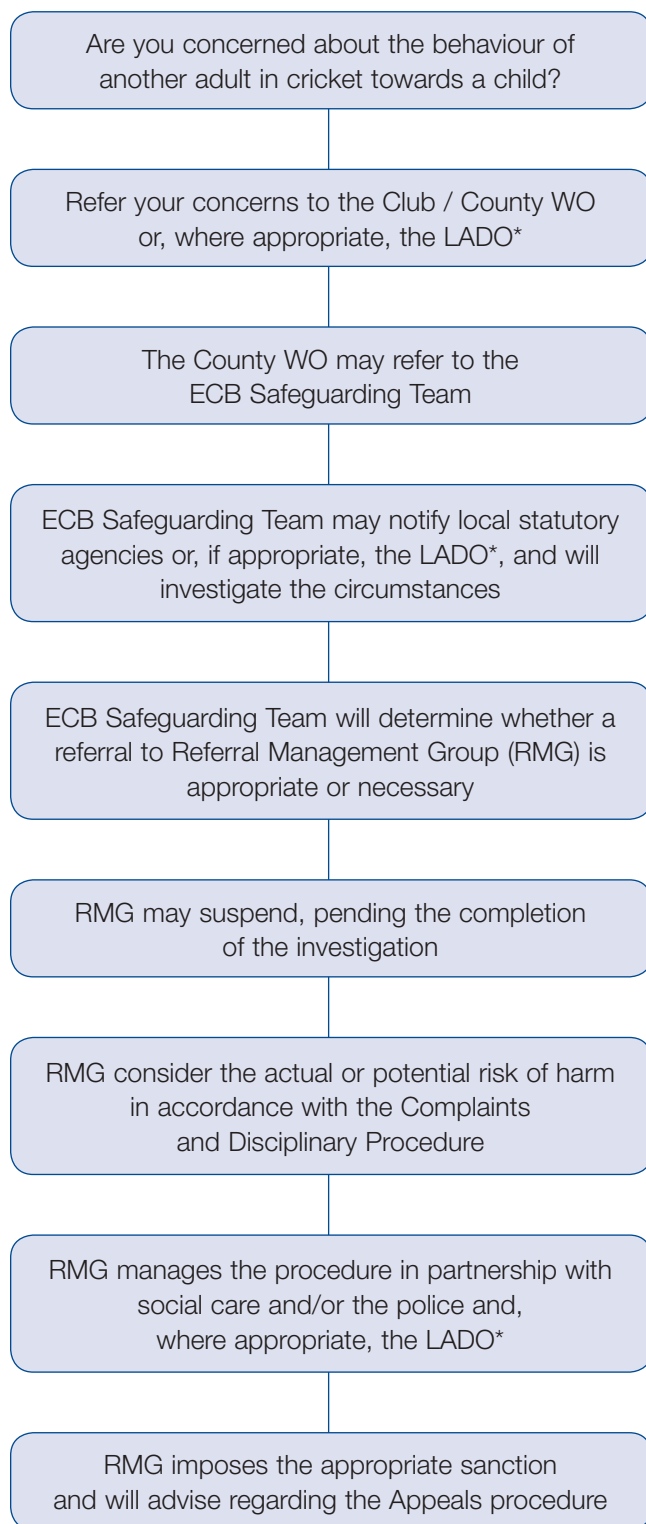 Are you concerned about the behaviour of
another adult in cricket towards a child?
Refer your concerns to the Club / County WO
or, where appropriate, the LADO*
The County WO may refer to the
ECB Safeguarding Team
ECB Safeguarding Team may notify local statutory
agencies or, if appropriate, the LADO*, and will
investigate the circumstances
ECB Safeguarding Team will determine whether a
referral to Referral Management Group (RMG) is
appropriate or necessary
RMG may suspend, pending the completion
of the investigation
RMG consider the actual or potential risk of harm
in accordance with the Complaints
and Disciplinary Procedure
RMG manages the procedure in partnership with
social care and/or the police and,
where appropriate, the LADO*
RMG imposes the appropriate sanction
and will advise regarding the Appeals procedure